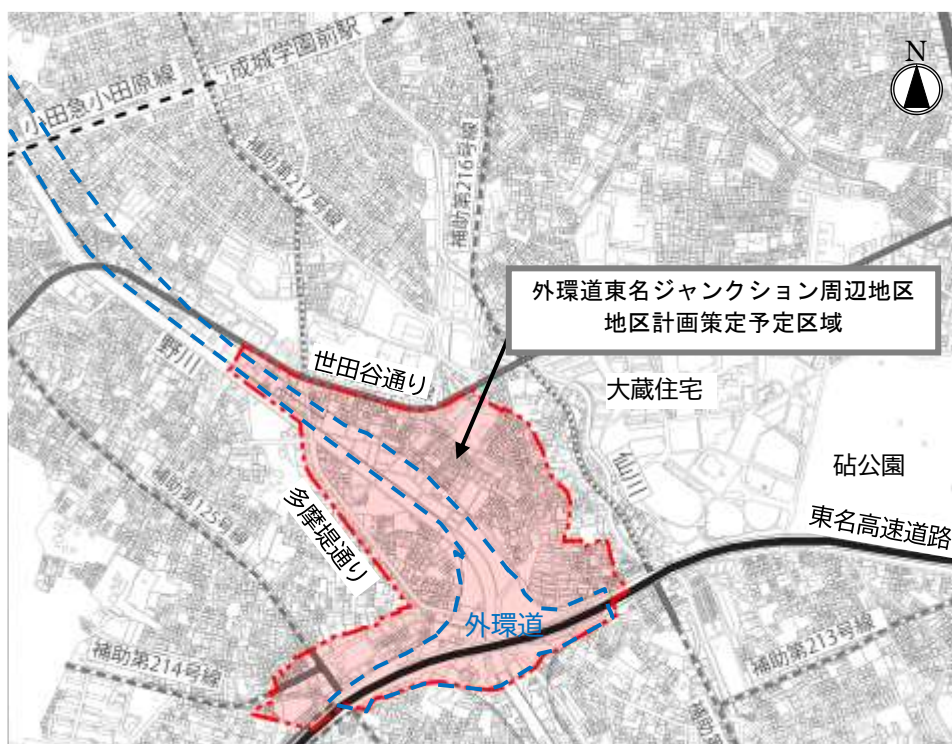 N
小田急小田原線
成城学園前駅
補助第217号線
補助第216号線
外環道東名ジャンクション周辺地区
地区計画策定予定区域
野川
世田谷通り
大蔵住宅
仙川
砧公園
補助第125号線
多摩堤通り
東名高速道路
外環道
補助第214号線
補助第213号線